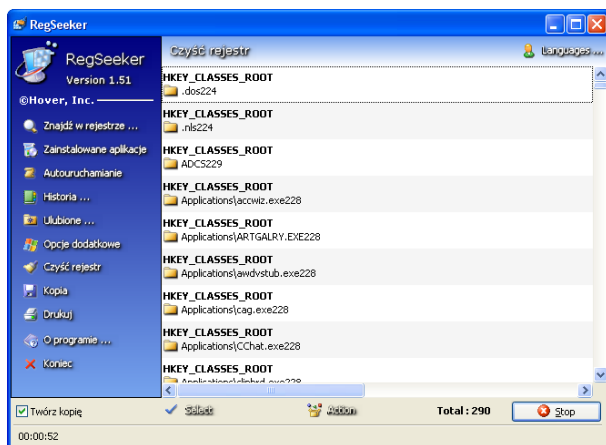 RegSeeker
RegSeeker
Version 1.51
©Hover, Inc.
Znajdź w rejestrze ...
Zainstalowane aplikacje
Autouruchamianie
Historia ...
Ulubione ...
Opcje dodatkowe
Czyść rejestr
Kopia
Drukuj
O programie ...
Koniec
Czyść rejestr
Languages ...
HKEY_CLASSES_ROOT
.dos224
HKEY_CLASSES_ROOT
.nls224
HKEY_CLASSES_ROOT
ADCS229
HKEY_CLASSES_ROOT
Applications\accwiz.exe228
HKEY_CLASSES_ROOT
Applications\ARTGALRY.EXE228
HKEY_CLASSES_ROOT
Applications\awdvstub.exe228
HKEY_CLASSES_ROOT
Applications\cag.exe228
HKEY_CLASSES_ROOT
Applications\CChat.exe228
HKEY_CLASSES_ROOT
Applications\clipbrd.exe228
Twórz kopię
Select
Action
Total : 290
Stop
00:00:52